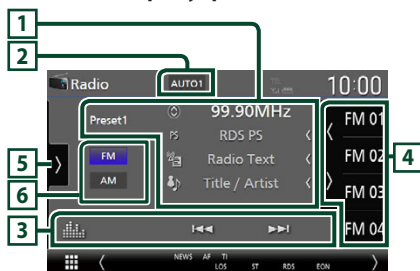 1
2
Radio AUTO1 TEL 10:00
Preset1 99.90MHz FM 01
PS RDS PS
5 FM Radio Text FM 02 4
6 AM Title / Artist FM 03
3 FM 04
NEWS AF TI
LOS ST RDS EON